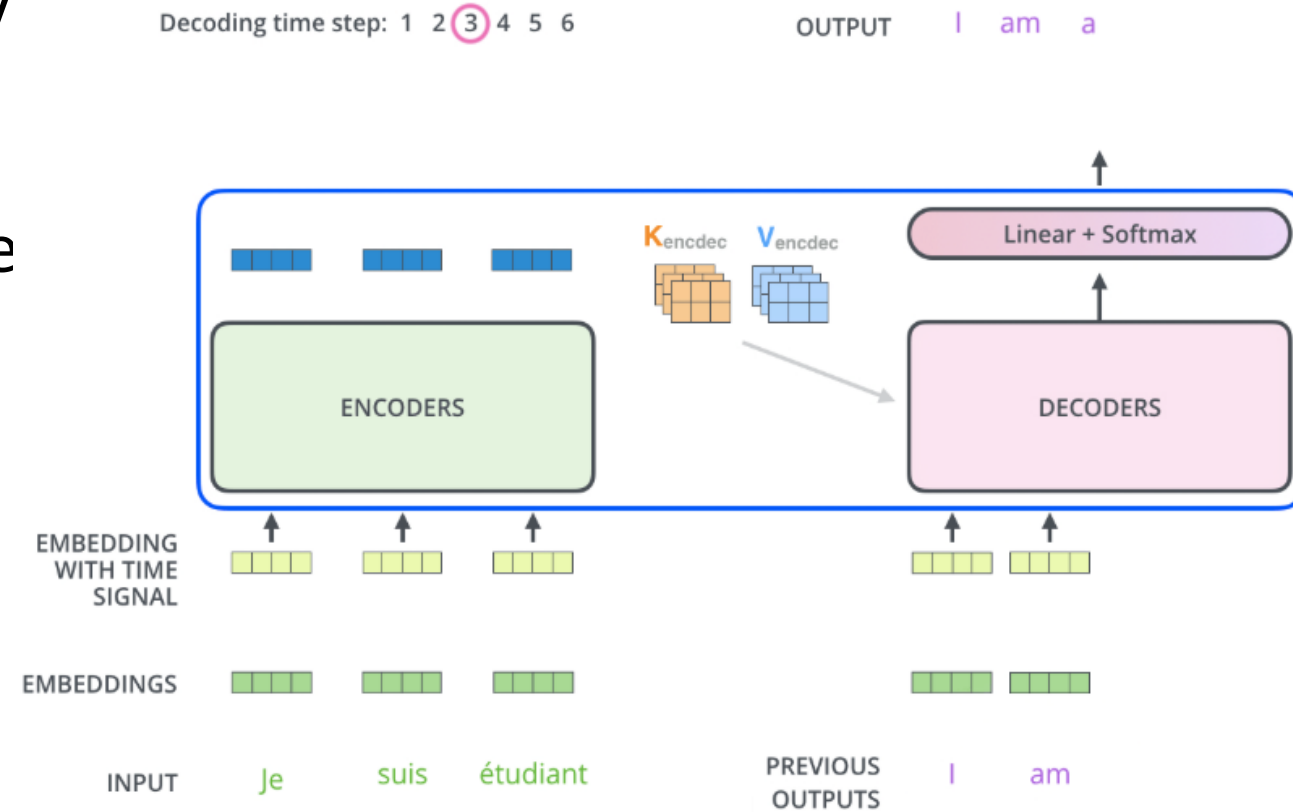 Decoding time step: 1 2 3 4 5 6
OUTPUT I am a
e
Kencdec Vencdec
Linear + Softmax
ENCODERS
DECODERS
EMBEDDING
WITH TIME
SIGNAL
EMBEDDINGS
INPUT Je suis étudiant
PREVIOUS
OUTPUTS
I am